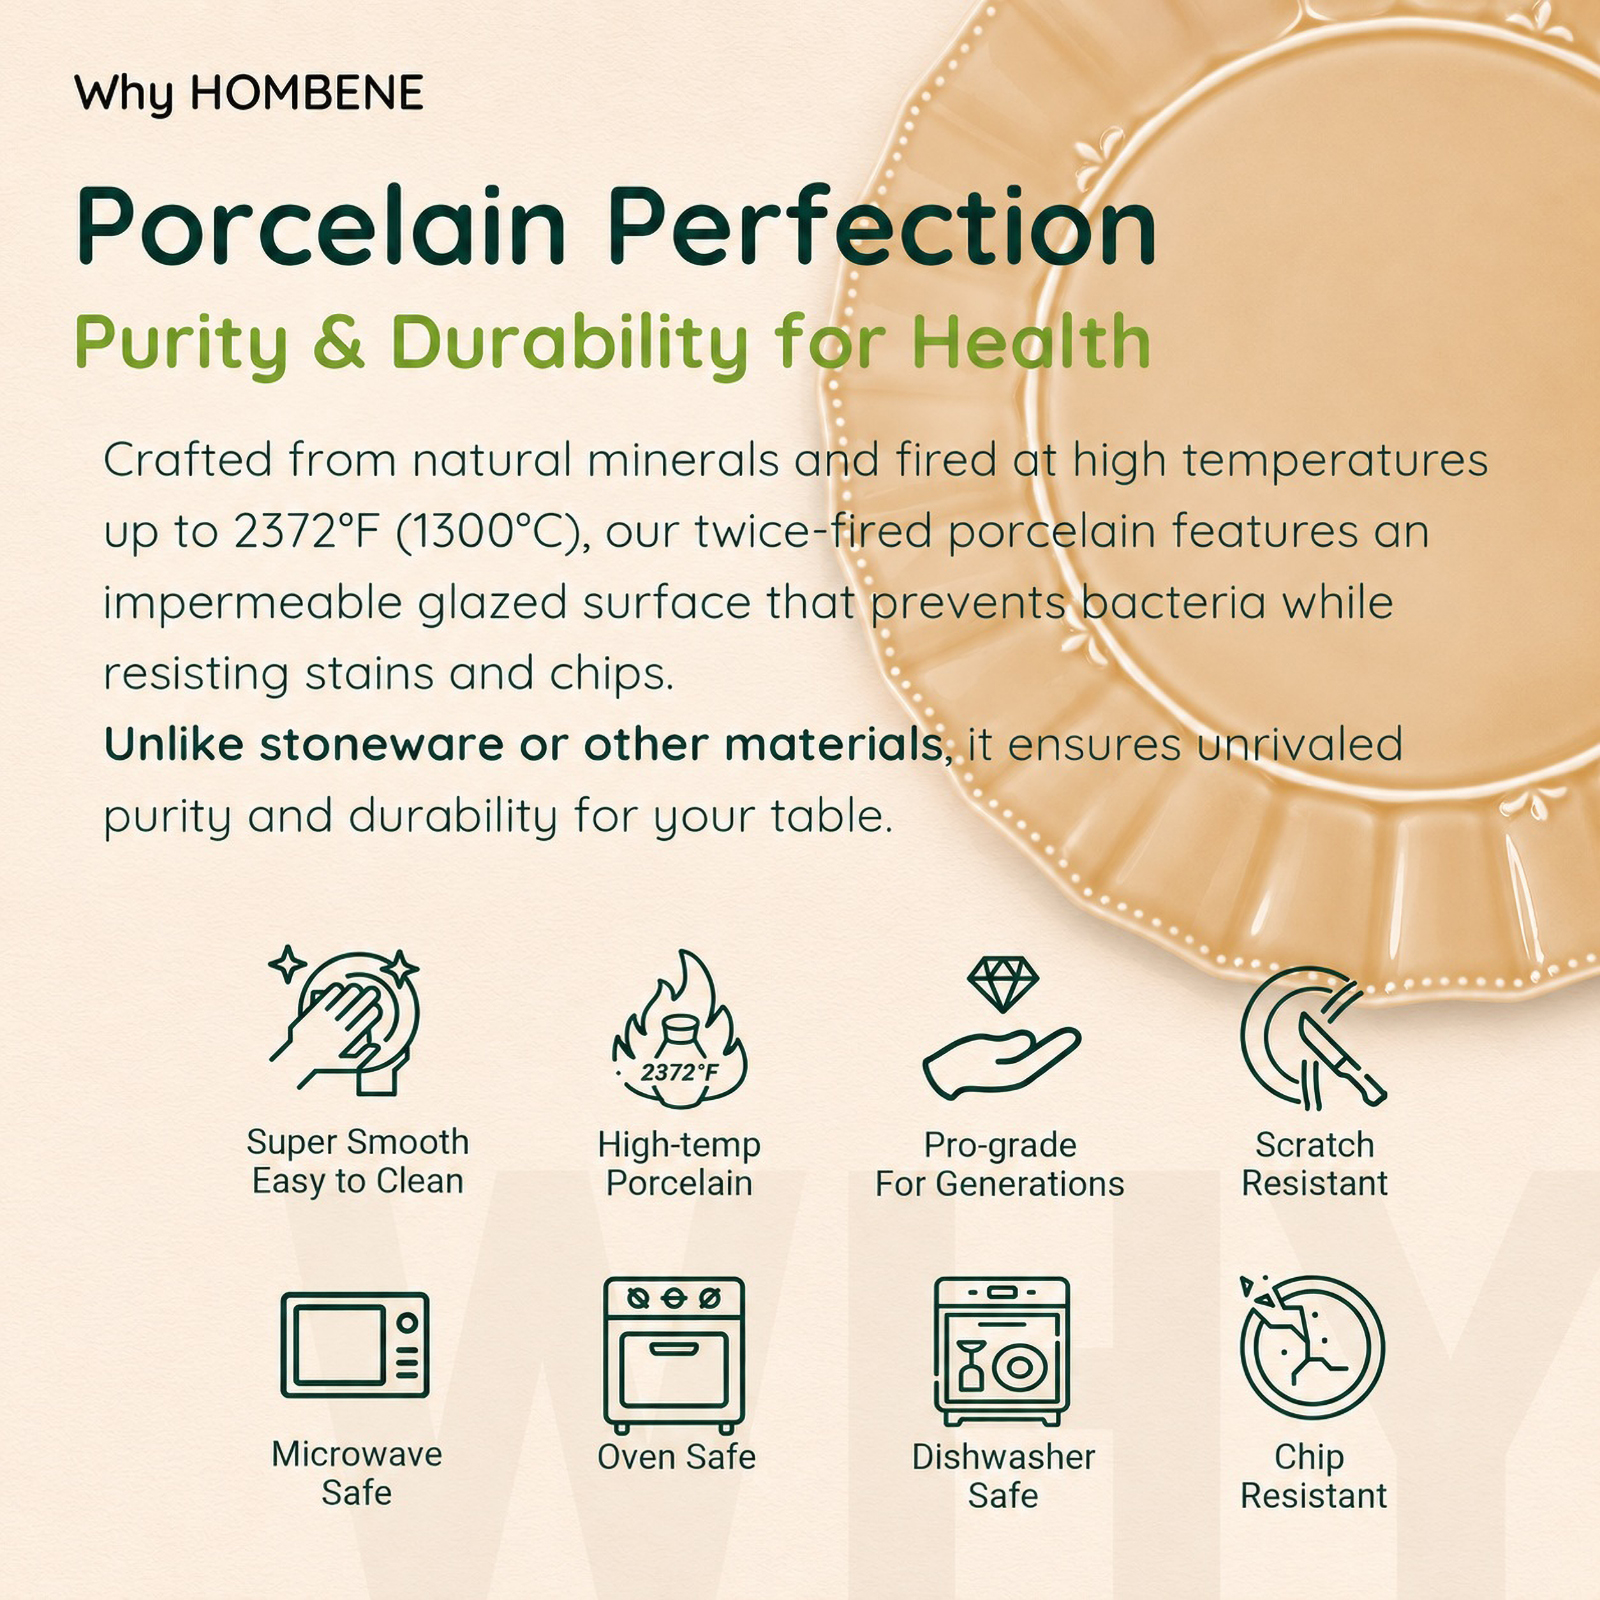 Why HOMBENE
Porcelain Perfection
Purity & Durability for Health
Crafted from natural minerals and fired at high temperatures
up to 2372°F (1300°C), our twice-fired porcelain features an
impermeable glazed surface that prevents bacteria while
resisting stains and chips.
Unlike stoneware or other materials, it ensures unrivaled
purity and durability for your table.
2372°F
Super Smooth
Easy to Clean
High-temp
Porcelain
Pro-grade
For Generations
Scratch
Resistant
Microwave
Safe
Oven Safe
Dishwasher
Safe
Chip
Resistant
WHY